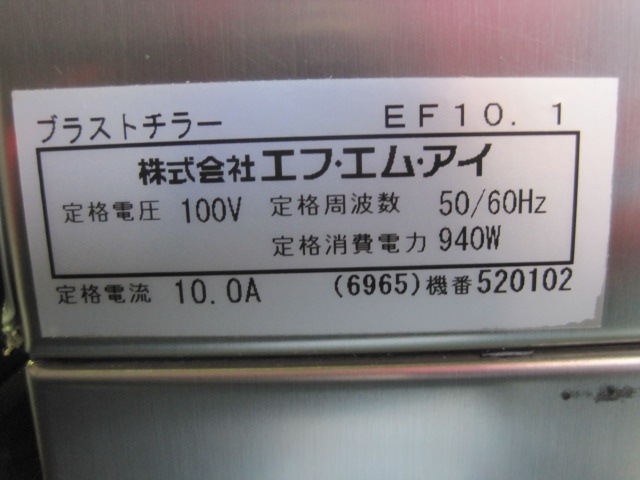 ブラストチラー EF10.1
株式会社エフ・エム・アイ
定格電圧 100V 定格周波数 50/60Hz
定格消費電力 940W
定格電流 10.0A (6965)機番520102